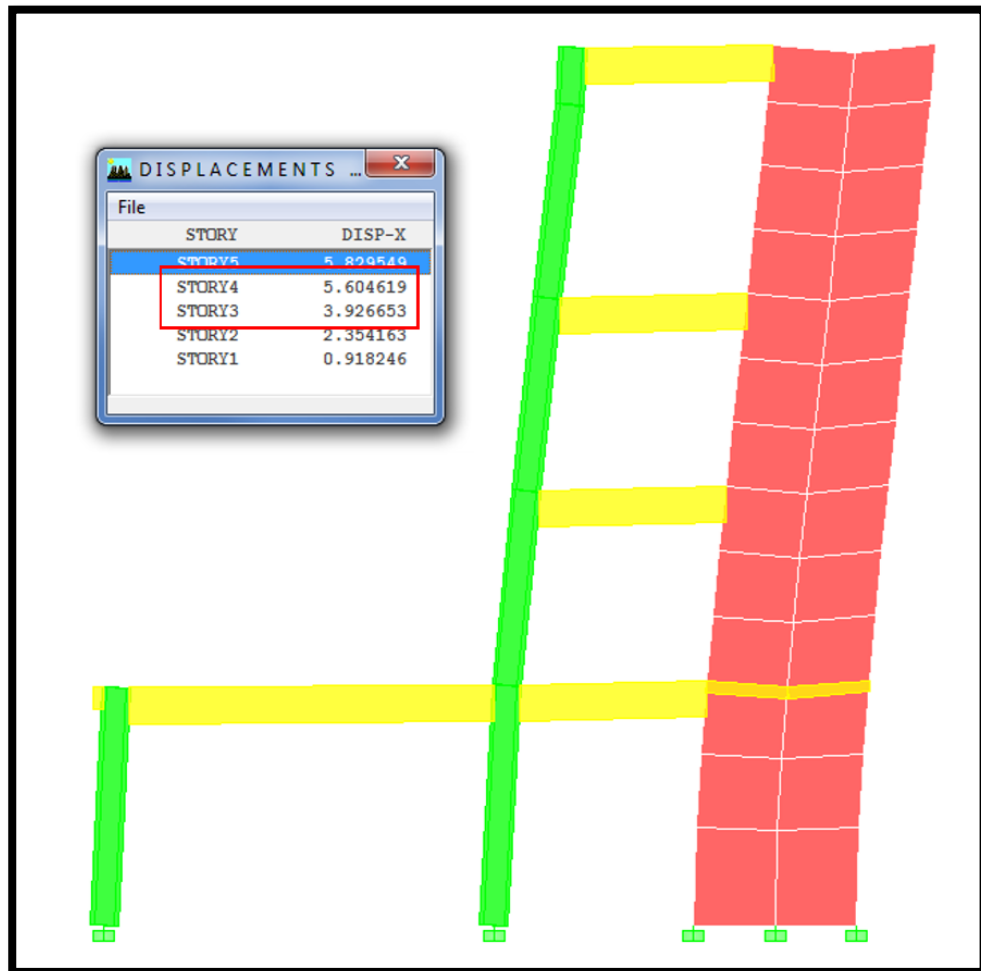 DISPLACEMENTS ...
File
STORY DISP-X
STORY5 5.829549
STORY4 5.604619
STORY3 3.926653
STORY2 2.354163
STORY1 0.918246